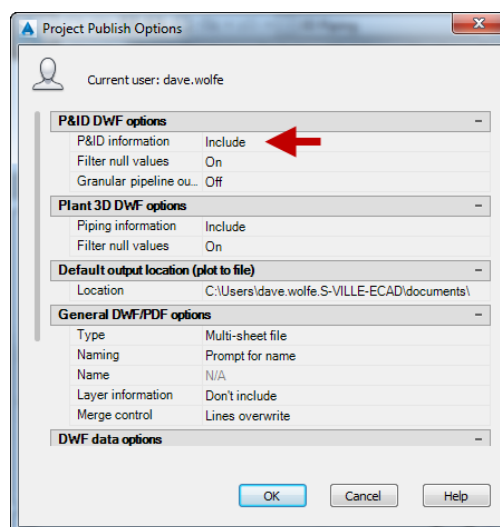 Project Publish Options
Current user: dave.wolfe
P&ID DWF options
P&ID information Include
Filter null values On
Granular pipeline ou... Off
Plant 3D DWF options
Piping information Include
Filter null values On
Default output location (plot to file)
Location C:\Users\dave.wolfe.S-VILLE-ECAD\documents\
General DWF/PDF options
Type Multi-sheet file
Naming Prompt for name
Name N/A
Layer information Don't include
Merge control Lines overwrite
DWF data options
OK Cancel Help